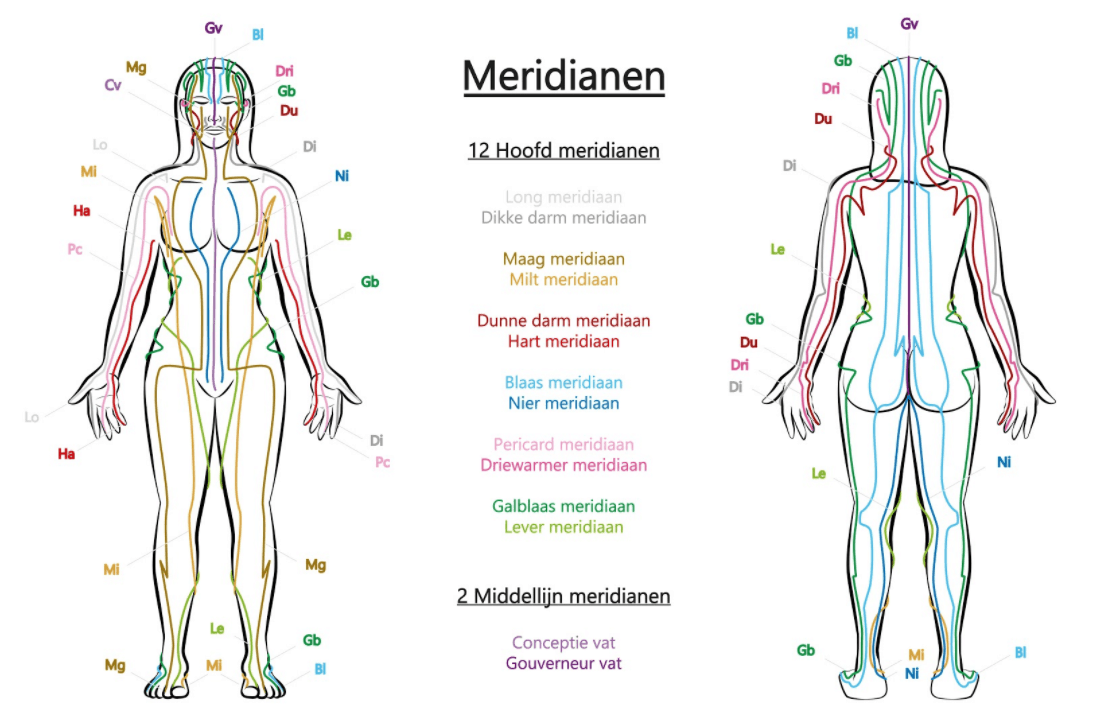 Gv
Bl
Mg
Dri
Cv
Gb
Du
Lo
Di
Mi
Ni
Ha
Le
Pc
Gb
Lo
Di
Ha
Pc
Mi
Mg
Le
Gb
Mg
Mi
Bl
Meridianen
12 Hoofd meridianen
Long meridiaan
Dikke darm meridiaan
Maag meridiaan
Milt meridiaan
Dunne darm meridiaan
Hart meridiaan
Blaas meridiaan
Nier meridiaan
Pericard meridiaan
Driewarmer meridiaan
Galblaas meridiaan
Lever meridiaan
2 Middellijn meridianen
Conceptie vat
Gouverneur vat
Gv
Bl
Gb
Dri
Du
Di
Le
Gb
Du
Dri
Di
Ni
Le
Gb
Mi
Bl
Ni